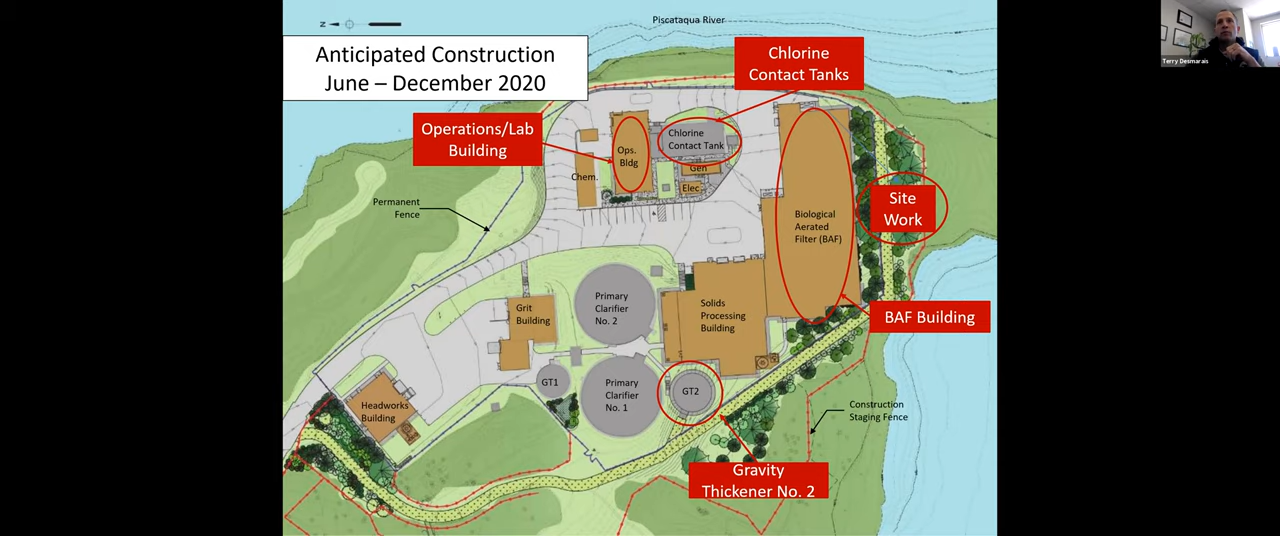 Piscataqua River
Z
Anticipated Construction
June – December 2020
Chlorine
Contact Tanks
Terry Desmarais
Operations/Lab
Building
Ops.
Bldg
Chlorine
Contact Tank
Gen
Elec
Chem.
Permanent
Fence
Biological
Aerated
Filter (BAF)
Site
Work
BAF Building
Primary
Clarifier
No. 2
Grit
Building
Solids
Processing
Building
GT1
Primary
Clarifier
No. 1
GT2
Headworks
Building
Construction
Staging Fence
Gravity
Thickener No. 2